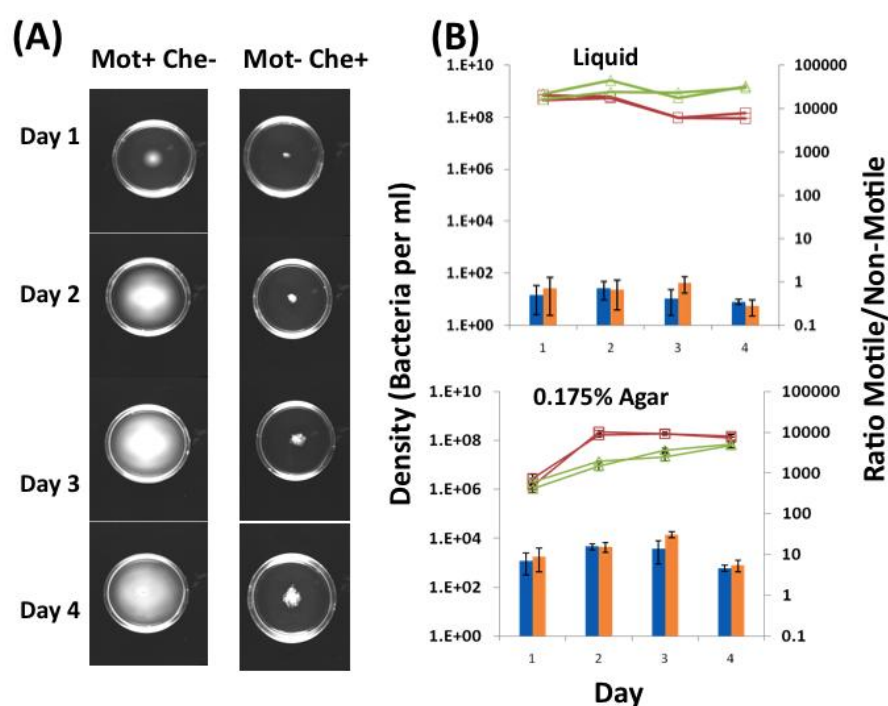 (A)
Mot+ Che- Mot- Che+
Day 1
Day 2
Day 3
Day 4
(B)
Density (Bacteria per ml)
Liquid
1.E+10
1.E+08
1.E+06
1.E+04
1.E+02
1.E+00
100000
10000
1000
100
10
1
0.1
1 2 3 4
0.175% Agar
1.E+10
1.E+08
1.E+06
1.E+04
1.E+02
1.E+00
100000
10000
1000
100
10
1
0.1
1 2 3 4
Day
Ratio Motile/Non-Motile